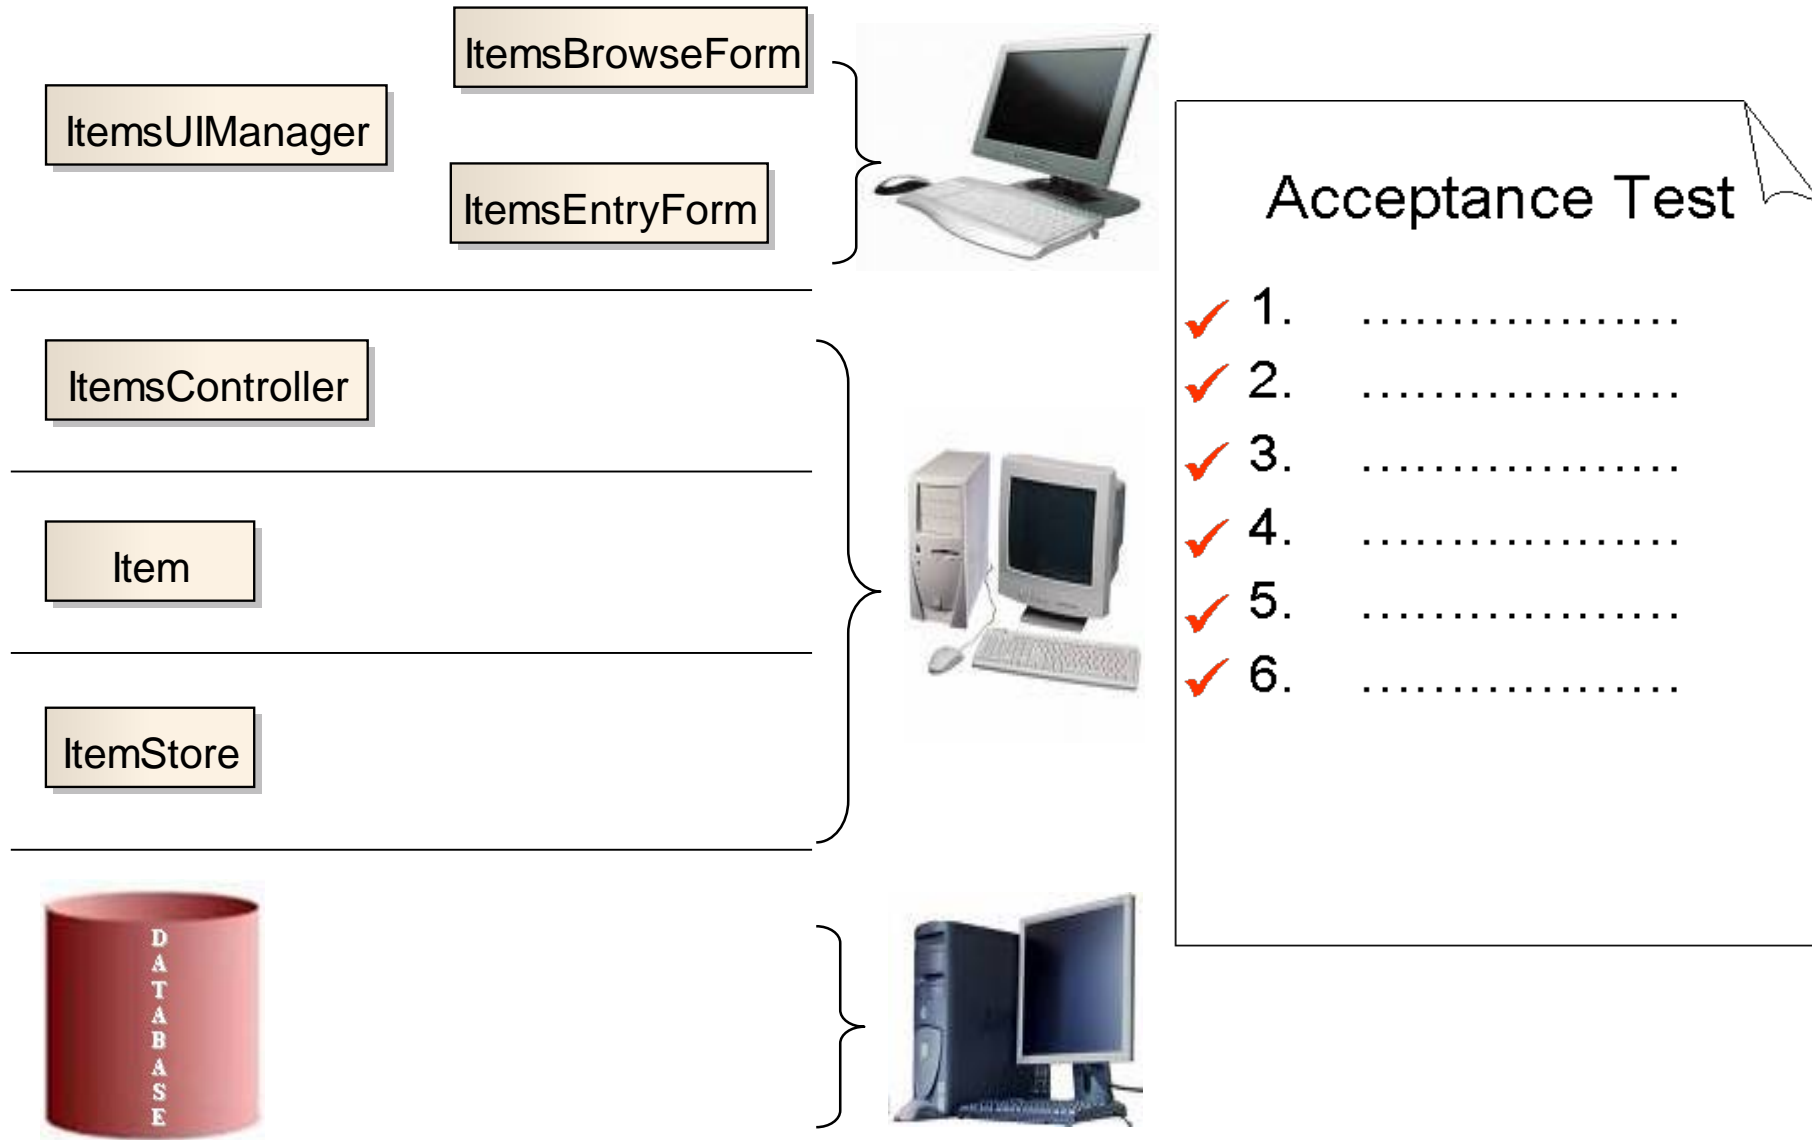 ItemsBrowseForm
ItemsUIManager
ItemsEntryForm
ItemsController
Item
ItemStore
DATABASE
Acceptance Test
1. ..................
2. ..................
3. ..................
4. ..................
5. ..................
6. ..................